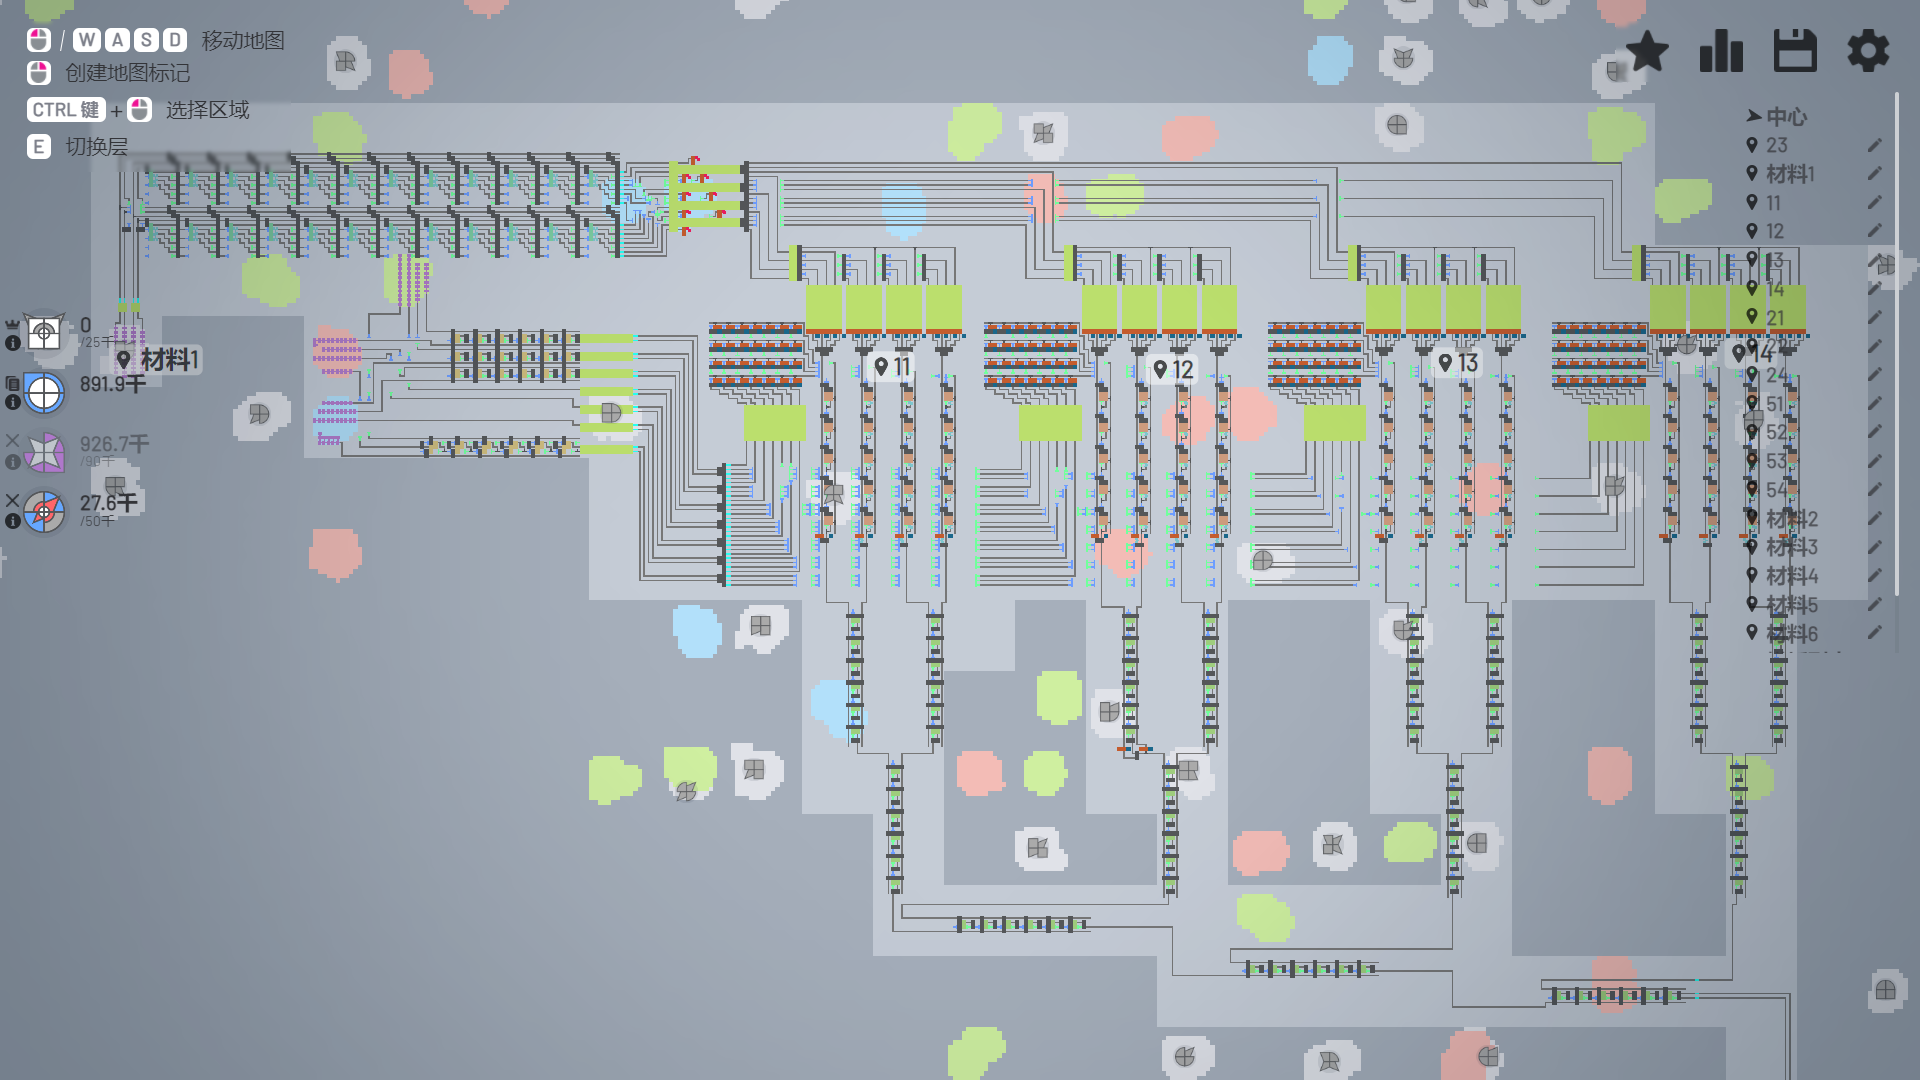 / W A S D 移动地图
创建地图标记
CTRL 键 + 选择区域
E 切换层
0
/25千
891.9千
926.7千
/90千
27.6千
/50千
材料1
11
12
13
14
中心
23
材料1
11
12
13
14
21
22
24
51
52
53
54
材料2
材料3
材料4
材料5
材料6